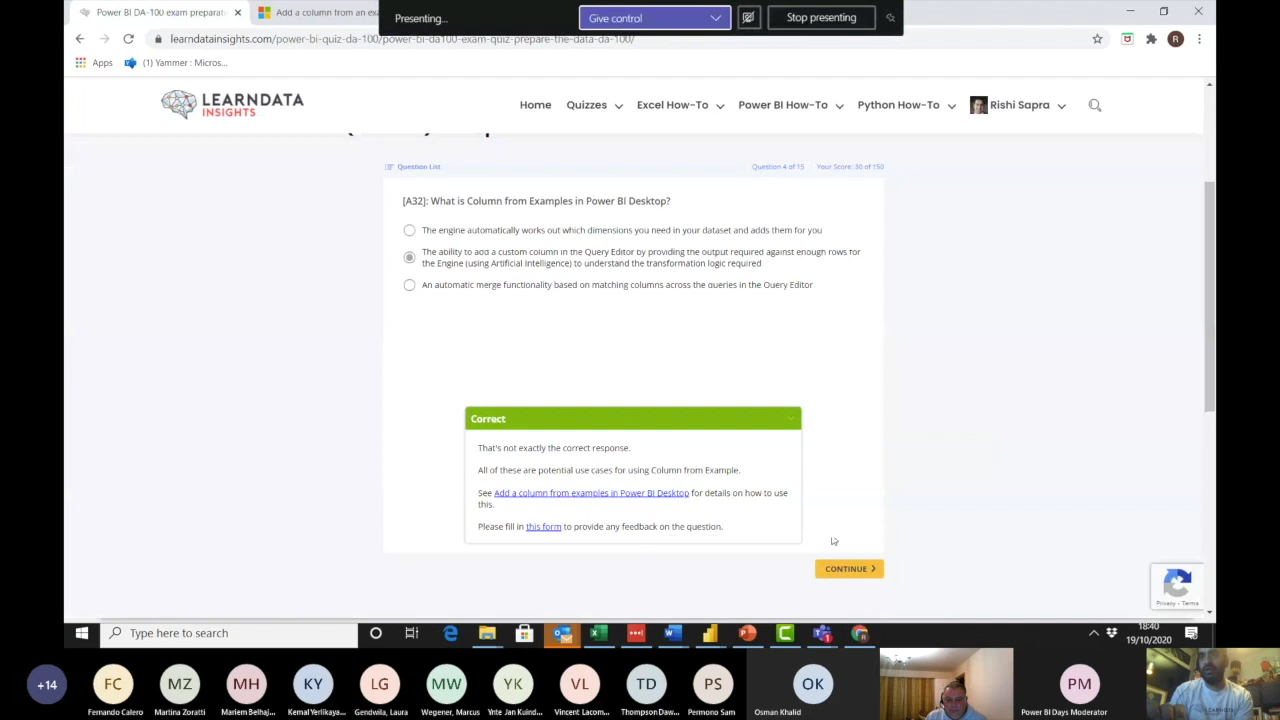 Power BI DA-100 exam preparat
Add a column from an exa
Presenting...
Give control
Stop presenting
learndatainsights.com/power-bi-quiz-da-100/power-bi-da100-exam-quiz-prepare-the-data-da-100/
R
Apps
(1) Yammer : Micros...
LEARNDATA
INSIGHTS
Home
Quizzes
Excel How-To
Power BI How-To
Python How-To
Rishi Sapra
Question List
Question 4 of 15
Your Score: 30 of 150
[A32]: What is Column from Examples in Power BI Desktop?
The engine automatically works out which dimensions you need in your dataset and adds them for you
The ability to add a custom column in the Query Editor by providing the output required against enough rows for
the Engine (using Artificial Intelligence) to understand the transformation logic required
An automatic merge functionality based on matching columns across the queries in the Query Editor
Correct
That's not exactly the correct response.
All of these are potential use cases for using Column from Example.
See Add a column from examples in Power BI Desktop for details on how to use
this.
Please fill in this form to provide any feedback on the question.
CONTINUE
Privacy - Terms
Type here to search
18:40
19/10/2020
+14
FC
MZ
MH
KY
LG
MW
YK
VL
TD
PS
OK
PM
Fernando Calero
Martina Zoratti
Mariem Belhaj...
Kemal Yerlikaya...
Gendwila, Laura
Wegener, Marcus
Ynte Jan Kuind...
Vincent Lacom...
Thompson Daw...
Permono Sam
Osman Khalid
Power BI Days Moderator